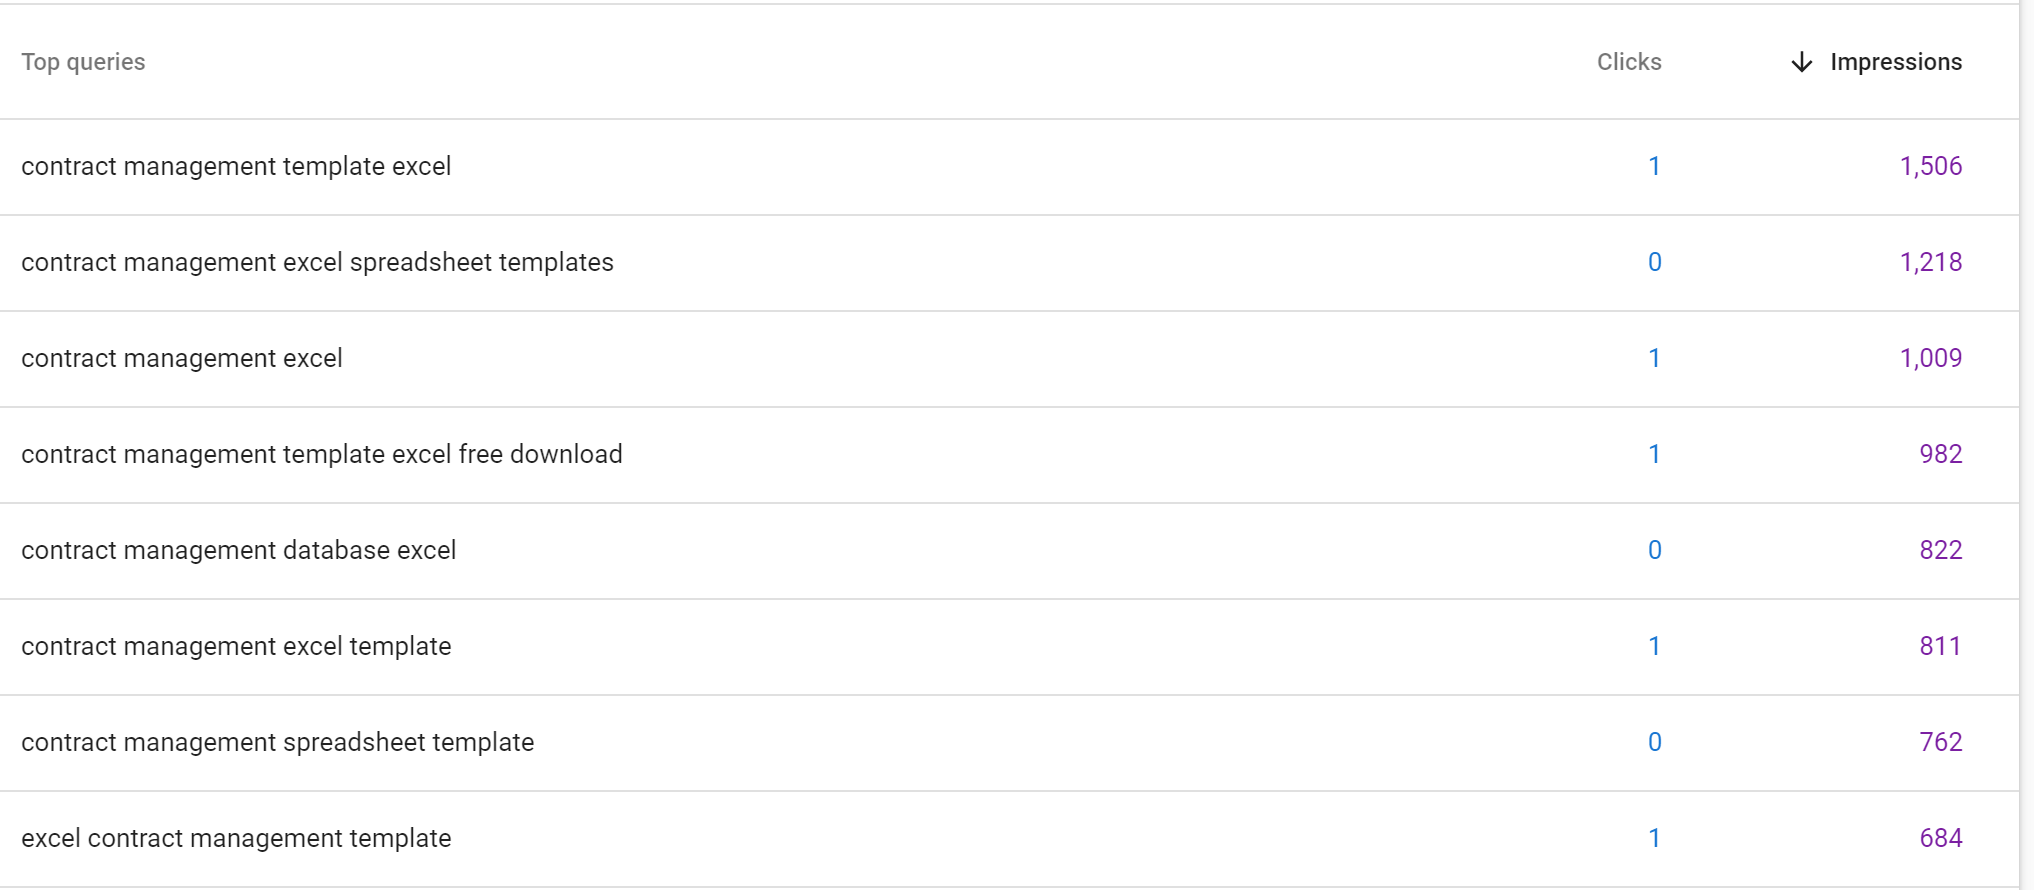 Top queries Clicks Impressions
contract management template excel 1 1,506
contract management excel spreadsheet templates 0 1,218
contract management excel 1 1,009
contract management template excel free download 1 982
contract management database excel 0 822
contract management excel template 1 811
contract management spreadsheet template 0 762
excel contract management template 1 684